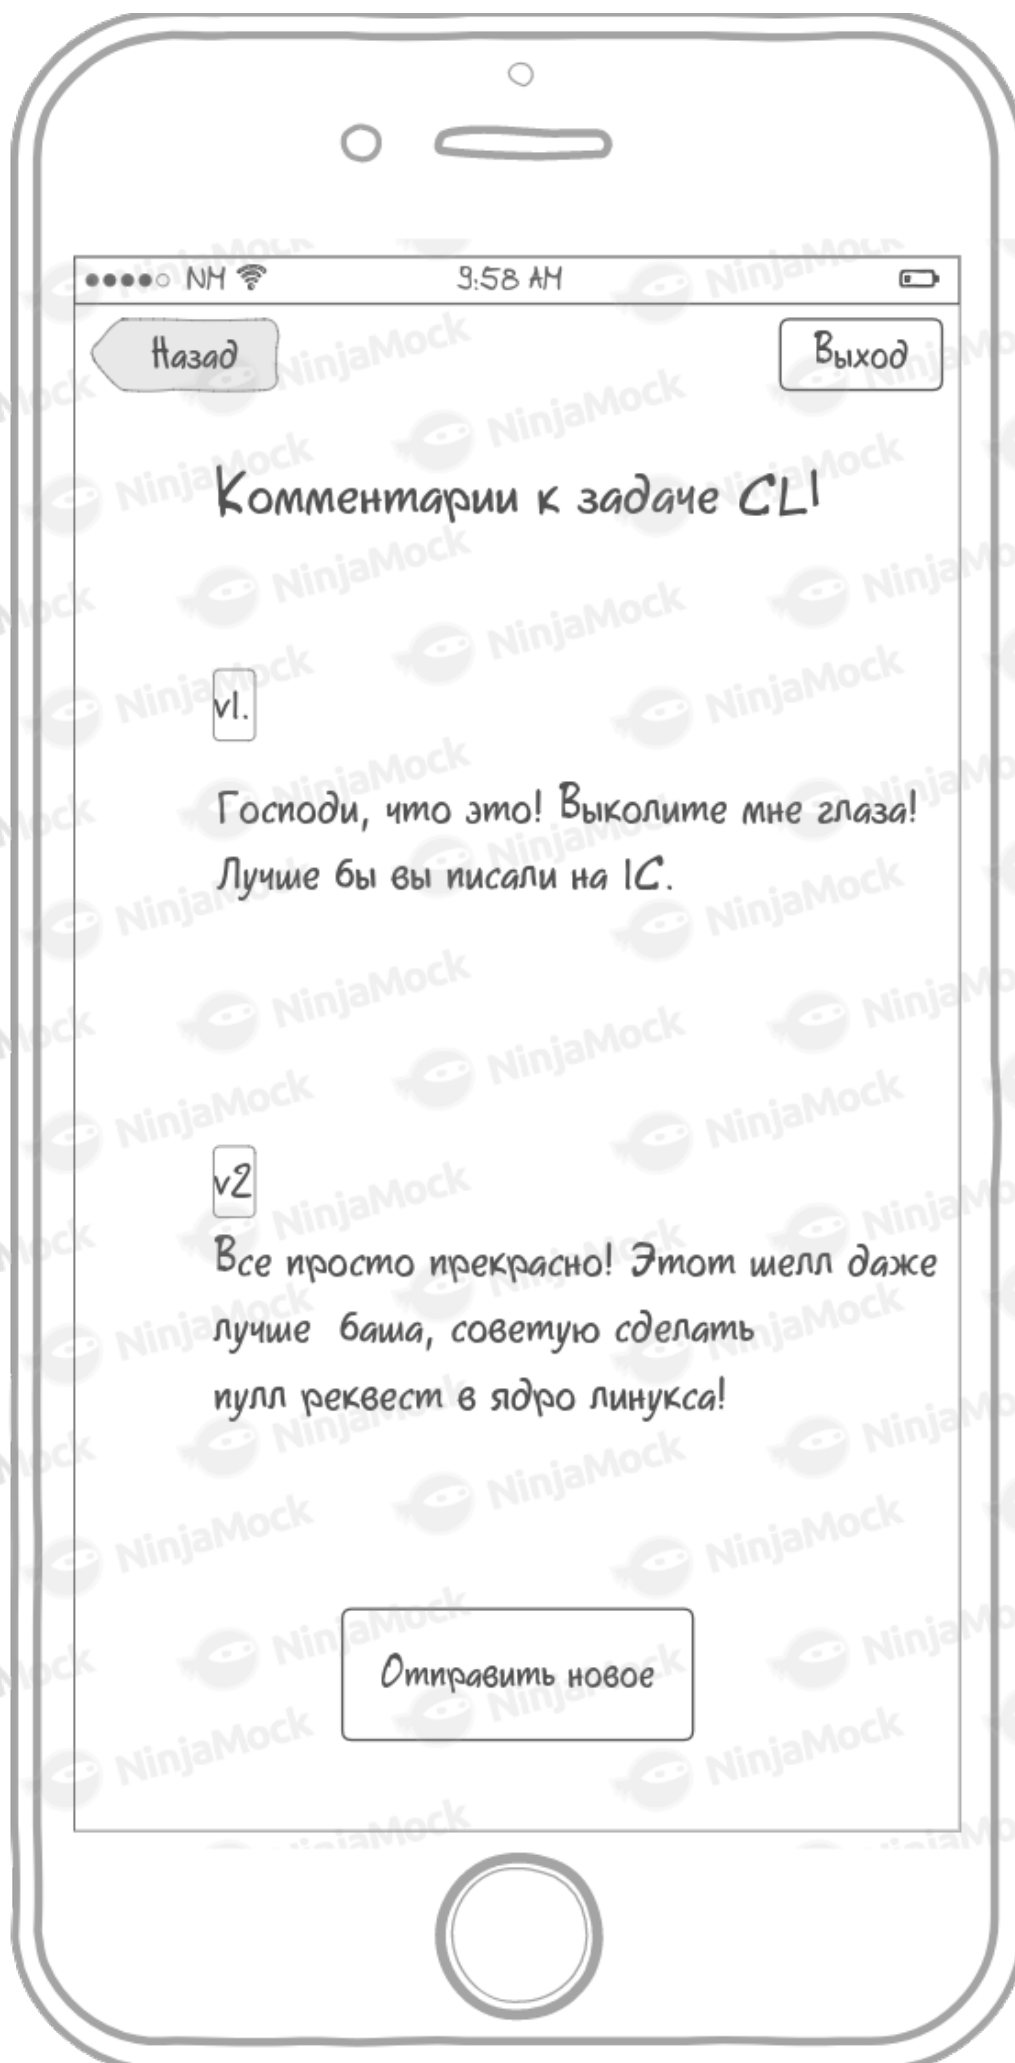 NM 9:58 AM
Назад Выход
Комментарии к задаче CLI
v1.
Господи, что это! Выколите мне глаза!
Лучше бы вы писали на 1С.
v2
Все просто прекрасно! Этот шелл даже
лучше баша, советую сделать
пулл реквест в ядро линукса!
Отправить новое
NinjaMock